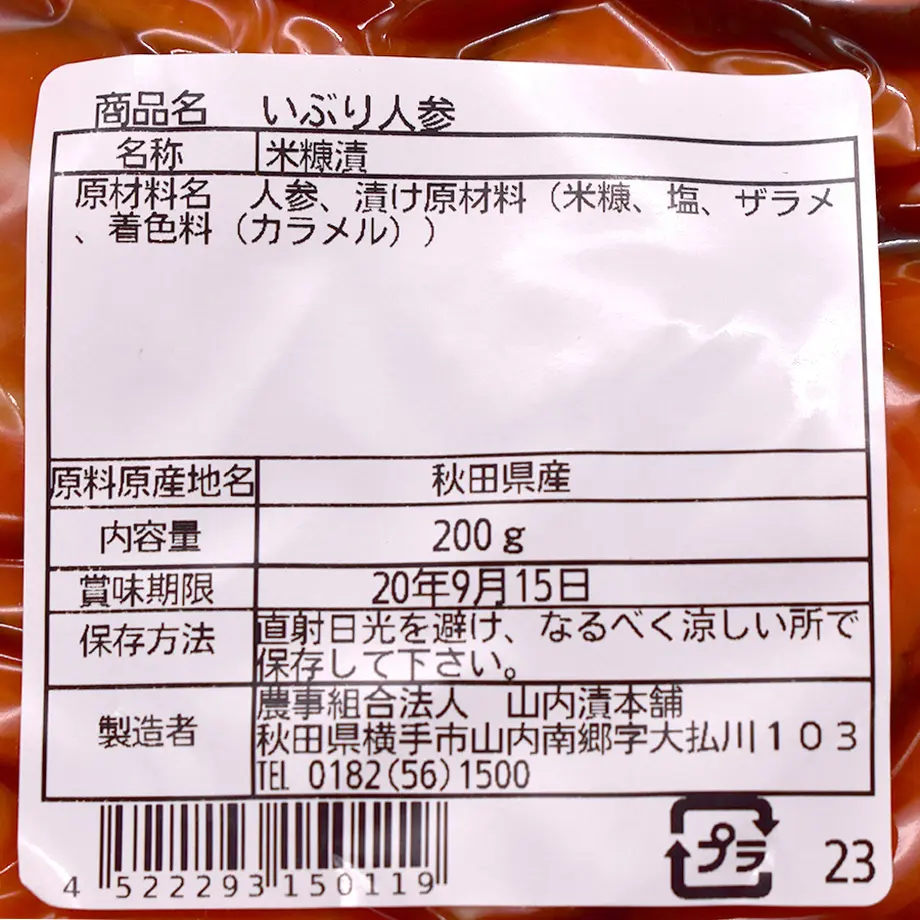 商品名　いぶり人参
名称　米糠漬
原材料名　人参、漬け原材料（米糠、塩、ザラメ
、着色料（カラメル））
原料原産地名　秋田県産
内容量　200ｇ
賞味期限　20年9月15日
保存方法　直射日光を避け、なるべく涼しい所で
保存して下さい。
製造者　農事組合法人　山内漬本舗
秋田県横手市山内南郷字大払川１０３
TEL 0182(56)1500
4 522293 150119
プラ
23